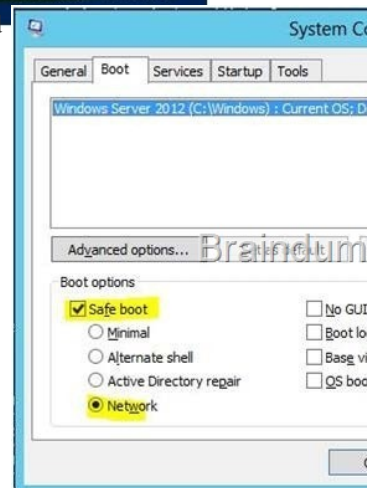 System Co
General Boot Services Startup Tools
Windows Server 2012 (C:\Windows) : Current OS; D
Advanced options...
Braindum
Boot options
Safe boot
Minimal
Alternate shell
Active Directory repair
Network
No GUI
Boot lo
Base vi
OS boo